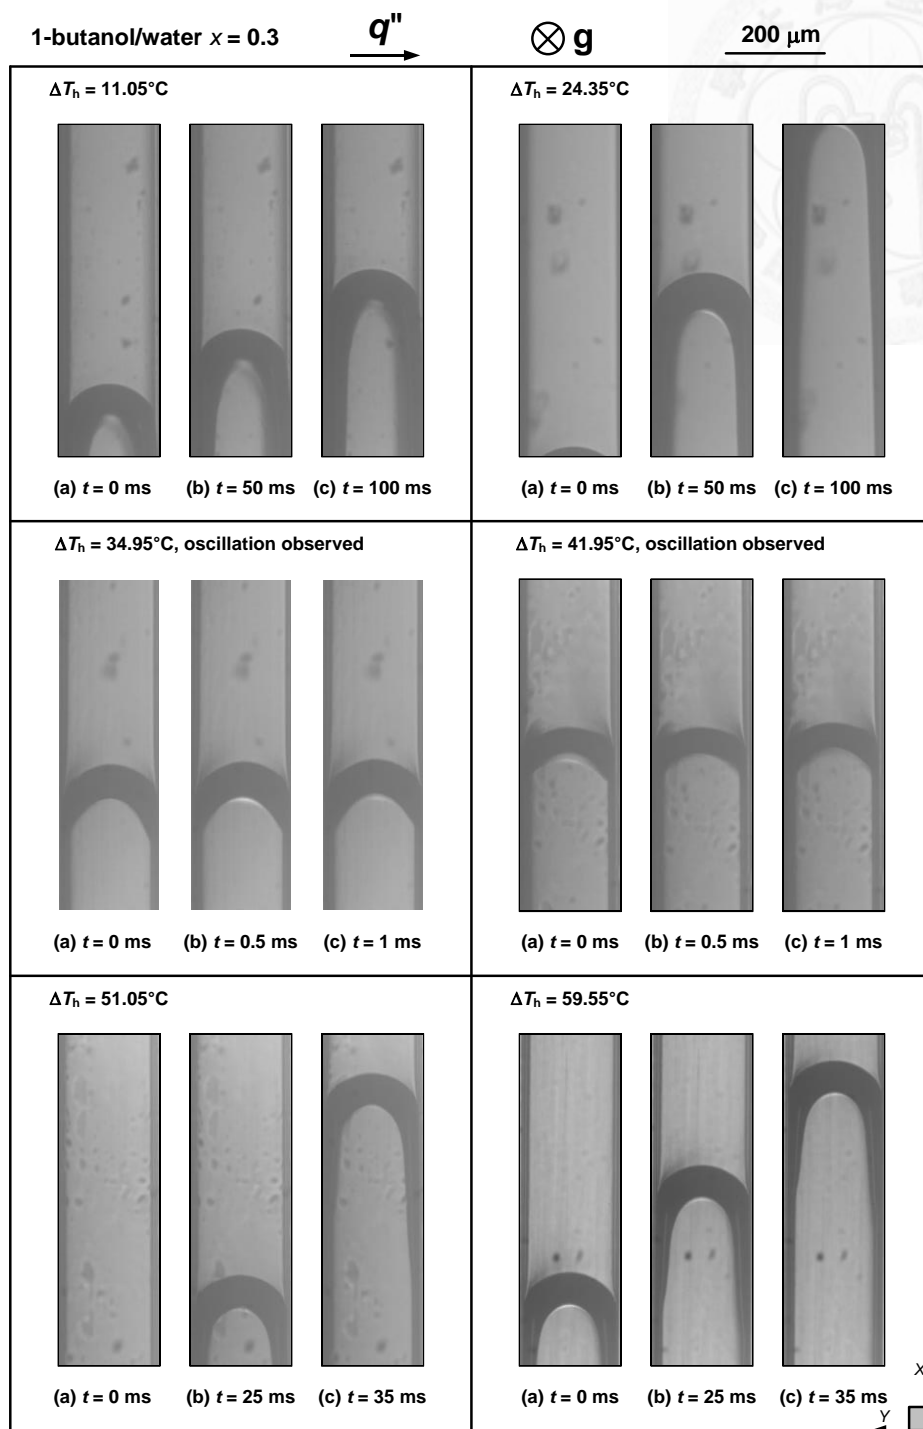 1-butanol/water x = 0.3 q" g 200 μm
ΔTh = 11.05°C
(a) t = 0 ms (b) t = 50 ms (c) t = 100 ms
ΔTh = 24.35°C
(a) t = 0 ms (b) t = 50 ms (c) t = 100 ms
ΔTh = 34.95°C, oscillation observed
(a) t = 0 ms (b) t = 0.5 ms (c) t = 1 ms
ΔTh = 41.95°C, oscillation observed
(a) t = 0 ms (b) t = 0.5 ms (c) t = 1 ms
ΔTh = 51.05°C
(a) t = 0 ms (b) t = 25 ms (c) t = 35 ms
ΔTh = 59.55°C
(a) t = 0 ms (b) t = 25 ms (c) t = 35 ms
X
Y